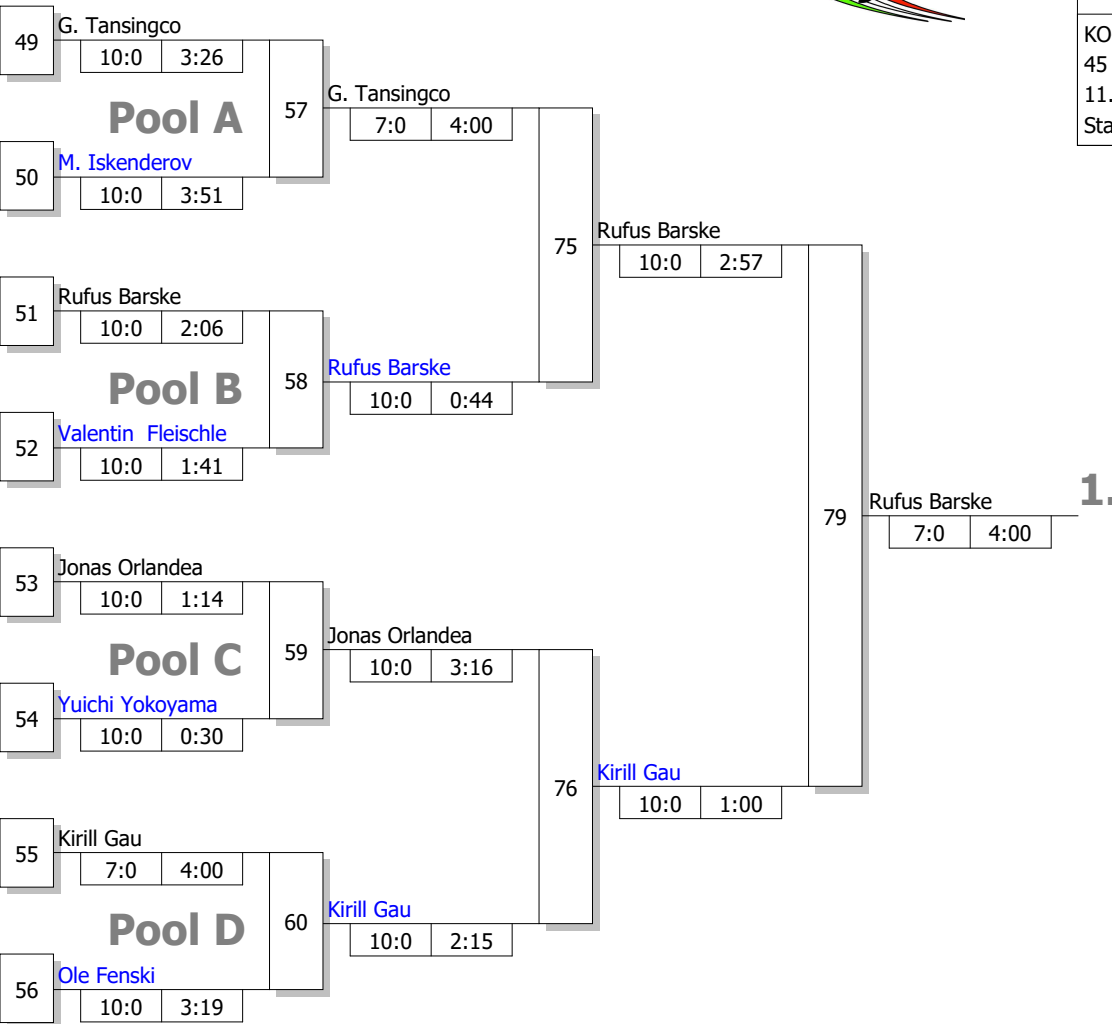 49
G. Tansingco
10:0 3:26
Pool A
57
G. Tansingco
7:0 4:00
50
M. Iskenderov
10:0 3:51
75
Rufus Barske
10:0 2:57
51
Rufus Barske
10:0 2:06
Pool B
58
Rufus Barske
10:0 0:44
52
Valentin Fleischle
10:0 1:41
79
Rufus Barske
7:0 4:00
1.
53
Jonas Orlandea
10:0 1:14
Pool C
59
Jonas Orlandea
10:0 3:16
54
Yuichi Yokoyama
10:0 0:30
76
Kirill Gau
10:0 1:00
55
Kirill Gau
7:0 4:00
Pool D
60
Kirill Gau
10:0 2:15
56
Ole Fenski
10:0 3:19
KO
45
11.
Sta